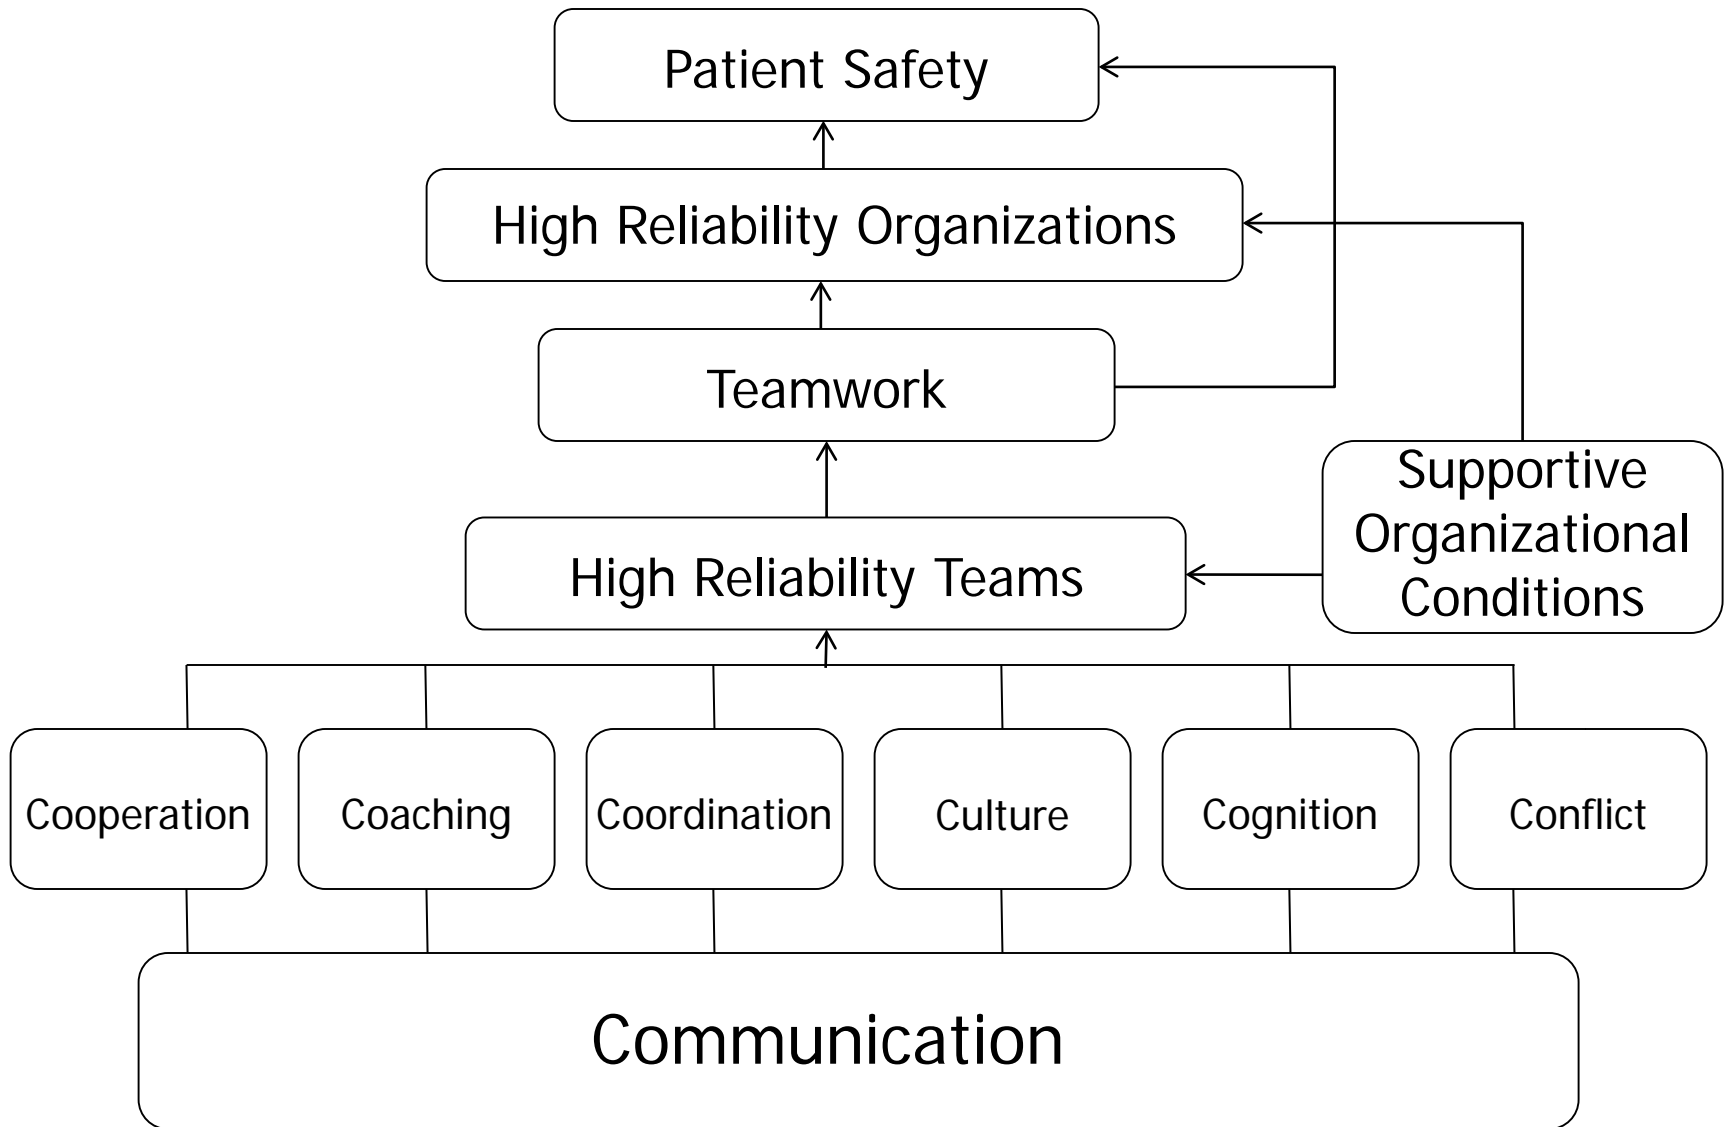 Patient Safety
High Reliability Organizations
Teamwork
Supportive
Organizational
Conditions
High Reliability Teams
Cooperation
Coaching
Coordination
Culture
Cognition
Conflict
Communication